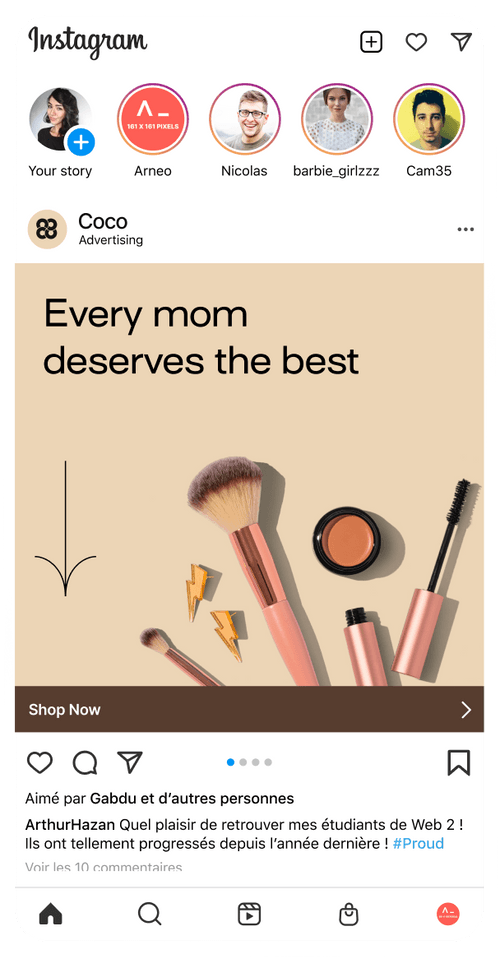 Instagram
^_
161 X 161 PIXELS
Your story
Arneo
Nicolas
barbie_girlzzz
Cam35
88
Coco
Advertising
Every mom
deserves the best
Shop Now
Aimé par Gabdu et d’autres personnes
ArthurHazan Quel plaisir de retrouver mes étudiants de Web 2 !
Ils ont tellement progressés depuis l’année dernière ! #Proud
Voir les 10 commentaires